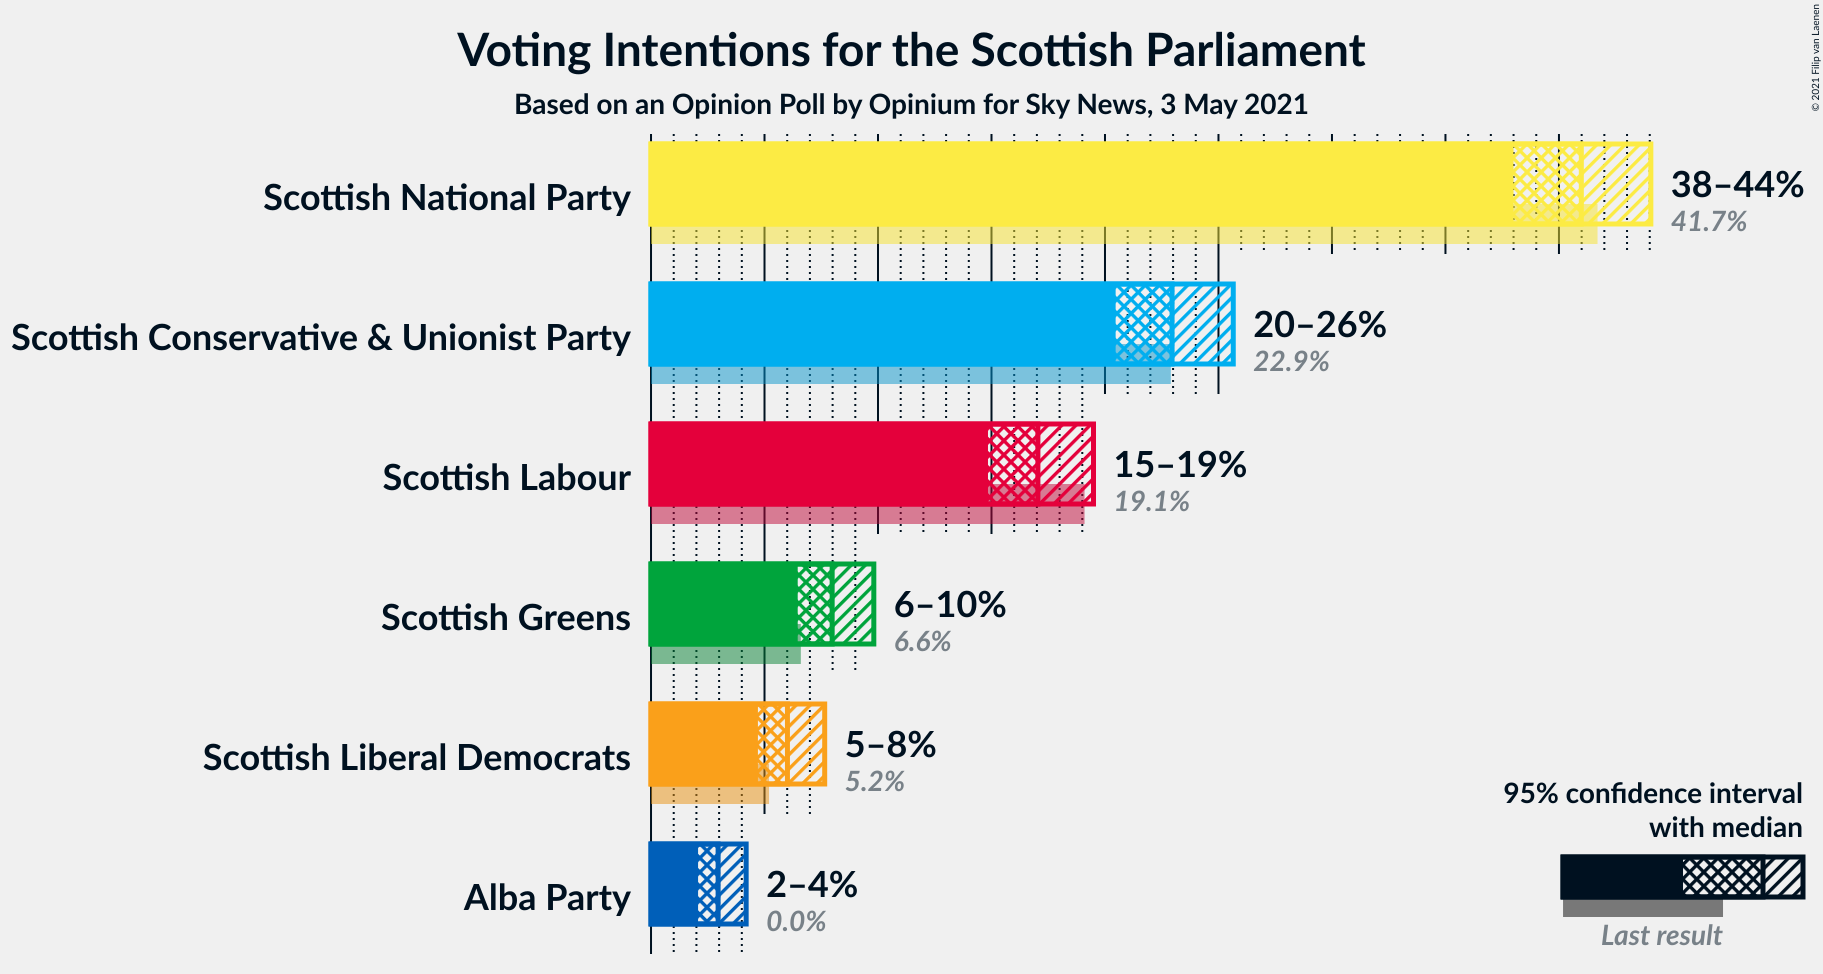 Voting Intentions for the Scottish Parliament
Based on an Opinion Poll by Opinium for Sky News, 3 May 2021
© 2021 Filip van Laenen
Scottish National Party
38–44%
41.7%
Scottish Conservative & Unionist Party
20–26%
22.9%
Scottish Labour
15–19%
19.1%
Scottish Greens
6–10%
6.6%
Scottish Liberal Democrats
5–8%
5.2%
Alba Party
2–4%
0.0%
95% confidence interval
with median
Last result